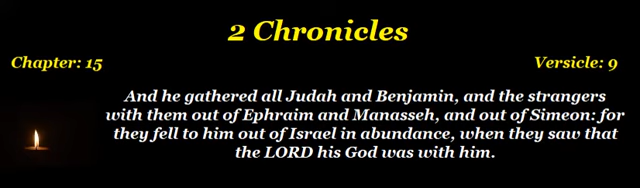 2 Chronicles
Chapter: 15
Versicle: 9
And he gathered all Judah and Benjamin, and the strangers
with them out of Ephraim and Manasseh, and out of Simeon: for
they fell to him out of Israel in abundance, when they saw that
the LORD his God was with him.